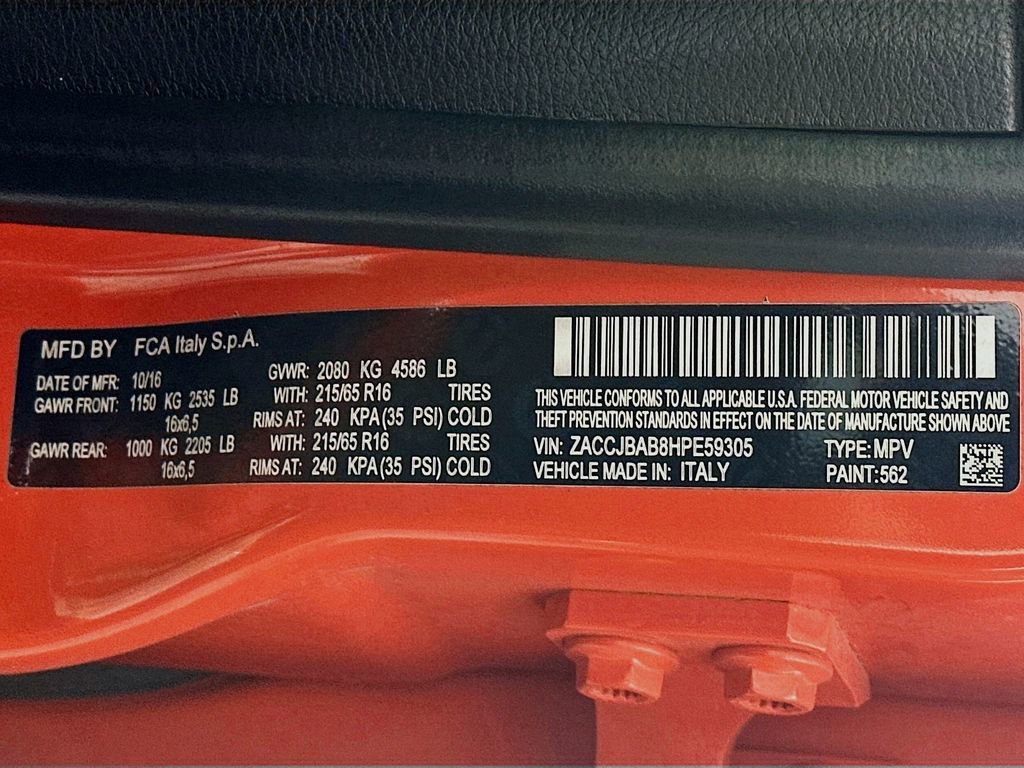 MFD BY FCA Italy S.p.A.
DATE OF MFR: 10/16 GVWR: 2080 KG 4586 LB
GAWR FRONT: 1150 KG 2535 LB WITH: 215/65 R16 TIRES
16x6,5 RIMS AT: 240 KPA(35 PSI) COLD
GAWR REAR: 1000 KG 2205 LB WITH: 215/65 R16 TIRES
16x6,5 RIMS AT: 240 KPA(35 PSI) COLD
THIS VEHICLE CONFORMS TO ALL APPLICABLE U.S.A. FEDERAL MOTOR VEHICLE SAFETY AND
THEFT PREVENTION STANDARDS IN EFFECT ON THE DATE OF MANUFACTURE SHOWN ABOVE
VIN: ZACCJBAB8HPE59305 TYPE: MPV
VEHICLE MADE IN: ITALY PAINT: 562